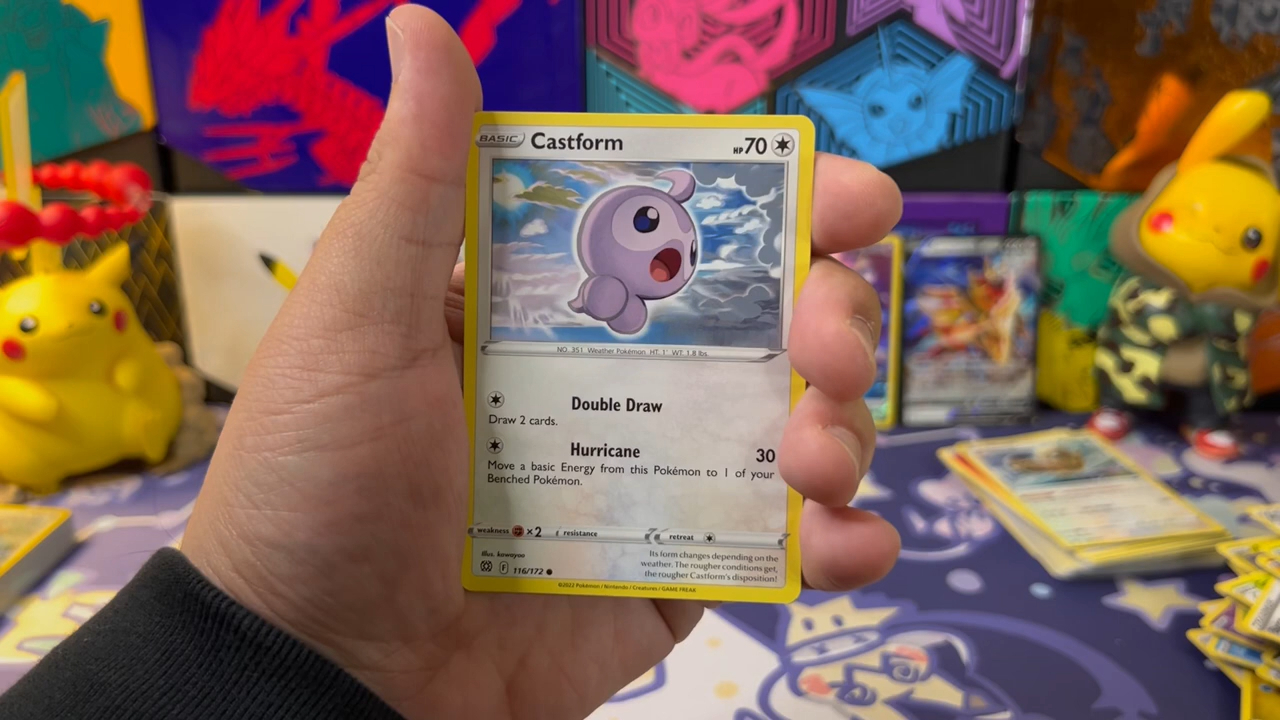 BASIC Castform HP 70
NO. 351 Weather Pokémon HT. 1' WT. 1.8 lbs.
Double Draw
Draw 2 cards.
Hurricane 30
Move a basic Energy from this Pokémon to 1 of your
Benched Pokémon.
weakness ×2 resistance retreat
Illus. kawayoo
F 116/172
Its form changes depending on the
weather. The rougher conditions get,
the rougher Castform's disposition!
©2022 Pokémon / Nintendo / Creatures / GAME FREAK